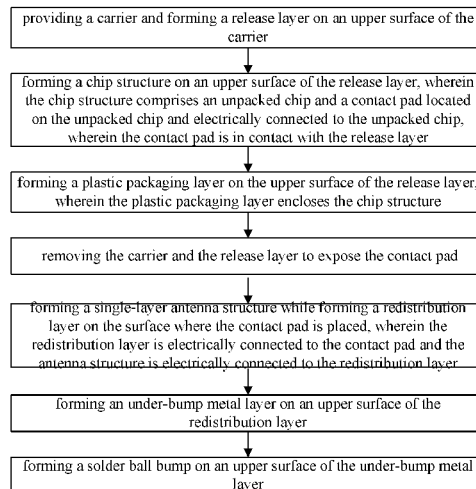 providing a carrier and forming a release layer on an upper surface of the
carrier
forming a chip structure on an upper surface of the release layer, wherein
the chip structure comprises an unpacked chip and a contact pad located
on the unpacked chip and electrically connected to the unpacked chip,
wherein the contact pad is in contact with the release layer
forming a plastic packaging layer on the upper surface of the release layer,
wherein the plastic packaging layer encloses the chip structure
removing the carrier and the release layer to expose the contact pad
forming a single-layer antenna structure while forming a redistribution
layer on the surface where the contact pad is placed, wherein the
redistribution layer is electrically connected to the contact pad and the
antenna structure is electrically connected to the redistribution layer
forming an under-bump metal layer on an upper surface of the
redistribution layer
forming a solder ball bump on an upper surface of the under-bump metal
layer